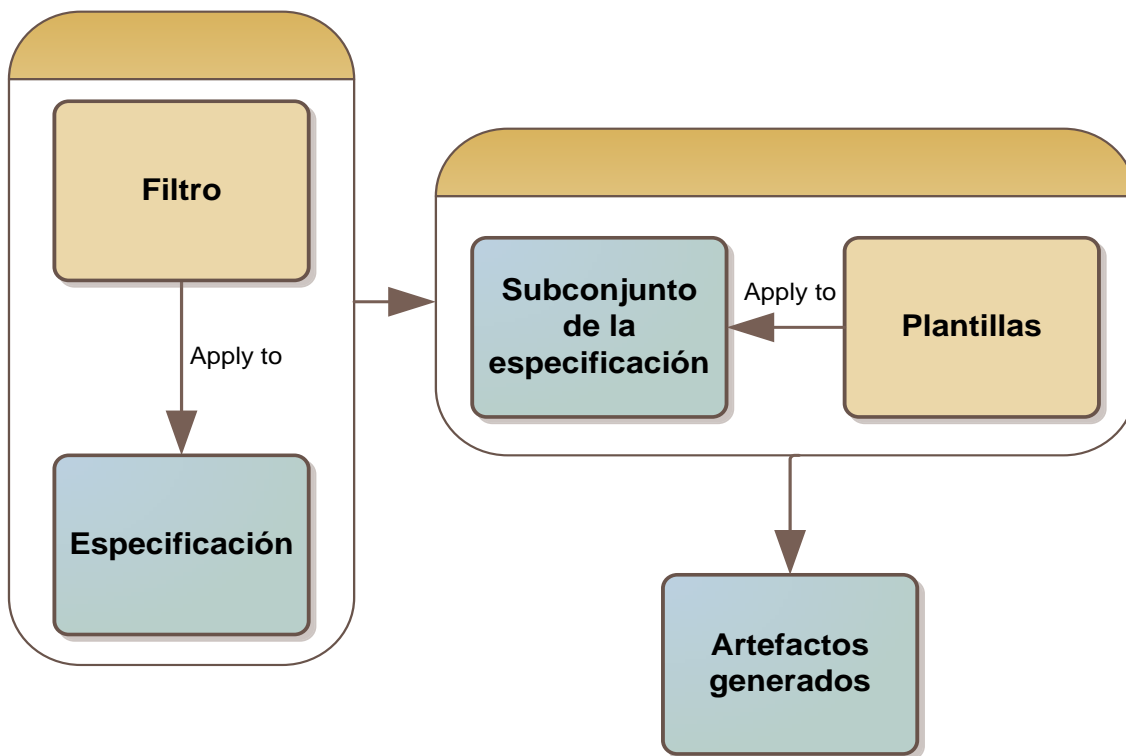 Filtro
Apply to
Especificación
Subconjunto
de la
especificación
Apply to
Plantillas
Artefactos
generados